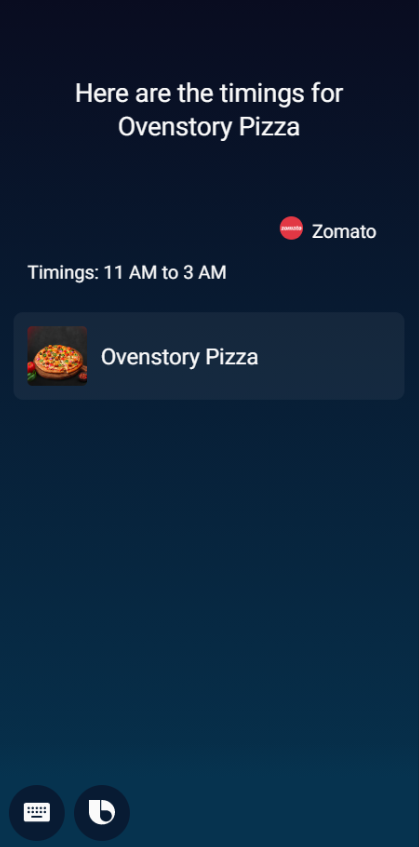 Here are the timings for
Ovenstory Pizza
Zomato
Timings: 11 AM to 3 AM
Ovenstory Pizza